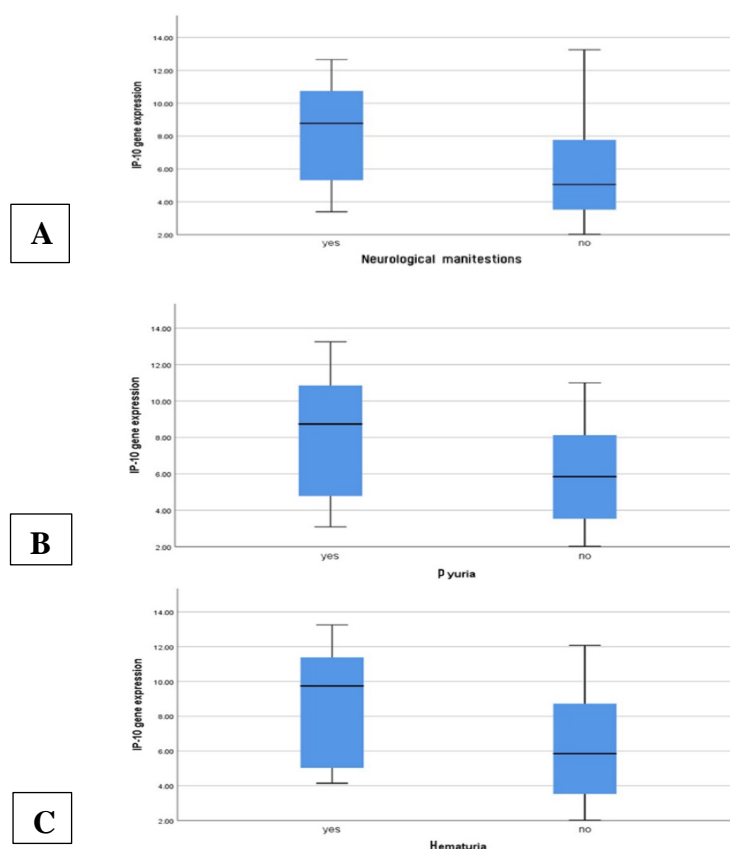 14.00
12.00
10.00
8.00
6.00
4.00
2.00
IP-10 gene expression
yes no
Neurological manitestions
A
14.00
12.00
10.00
8.00
6.00
4.00
2.00
IP-10 gene expression
yes no
Pyuria
B
14.00
12.00
10.00
8.00
6.00
4.00
2.00
IP-10 gene expression
yes no
Hematuria
C